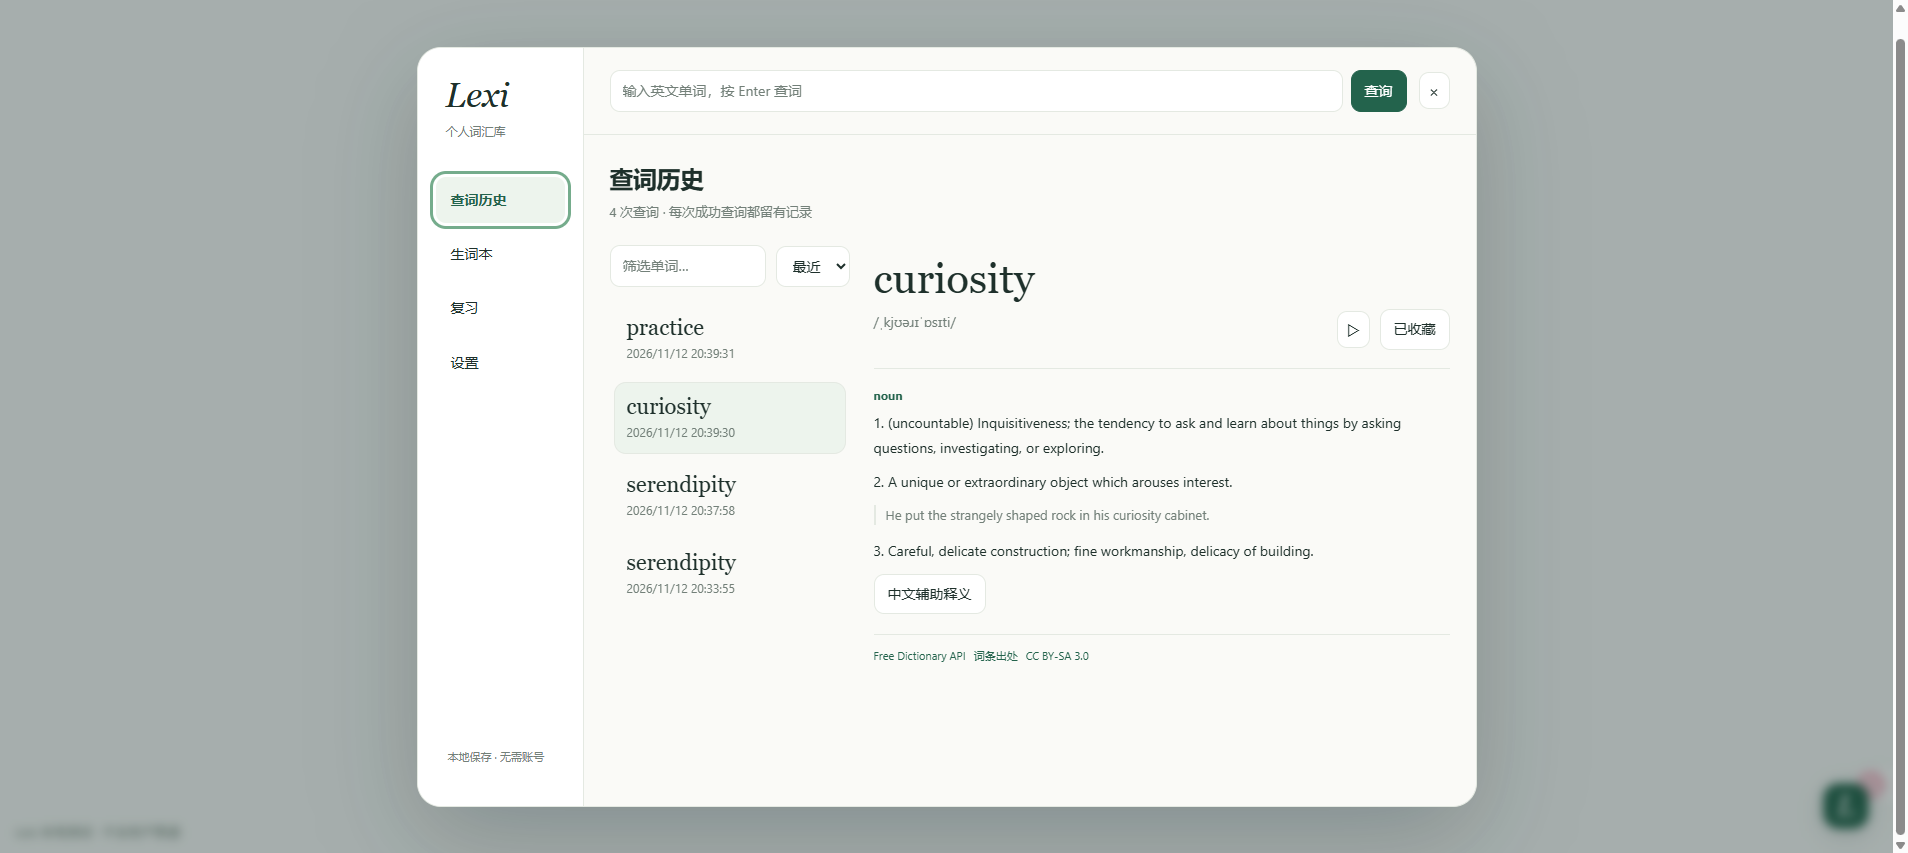 Lexi
个人词汇库
查词历史
生词本
复习
设置
本地保存 · 无需账号
输入英文单词，按 Enter 查词
查询
×
查词历史
4 次查询 · 每次成功查询都留有记录
筛选单词...
最近
practice
2026/11/12 20:39:31
curiosity
2026/11/12 20:39:30
serendipity
2026/11/12 20:37:58
serendipity
2026/11/12 20:33:55
curiosity
/ˌkjʊəɹɪˈɒsɪti/
已收藏
noun
1. (uncountable) Inquisitiveness; the tendency to ask and learn about things by asking
questions, investigating, or exploring.
2. A unique or extraordinary object which arouses interest.
He put the strangely shaped rock in his curiosity cabinet.
3. Careful, delicate construction; fine workmanship, delicacy of building.
中文辅助释义
Free Dictionary API 词条出处 CC BY-SA 3.0